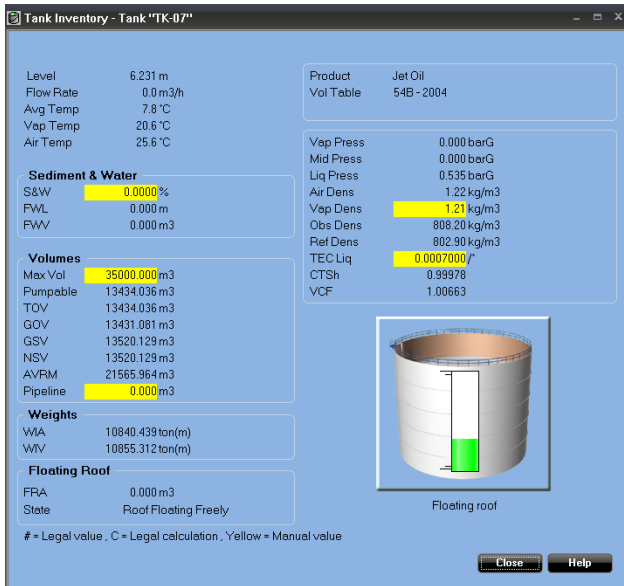 Tank Inventory - Tank "TK-07"
Level 6.231 m
Flow Rate 0.0 m3/h
Avg Temp 7.8 °C
Vap Temp 20.6 °C
Air Temp 25.6 °C
Product Jet Oil
Vol Table 54B - 2004
Sediment & Water
S&W 0.0000 %
FWL 0.000 m
FWV 0.000 m3
Vap Press 0.000 barG
Mid Press 0.000 barG
Liq Press 0.535 barG
Air Dens 1.22 kg/m3
Vap Dens 1.21 kg/m3
Obs Dens 808.20 kg/m3
Ref Dens 802.90 kg/m3
TEC Liq 0.0007000 /°
CTSh 0.99978
VCF 1.00663
Volumes
Max Vol 35000.000 m3
Pumpable 13434.036 m3
TOV 13434.036 m3
GOV 13431.081 m3
GSV 13520.129 m3
NSV 13520.129 m3
AVRM 21565.964 m3
Pipeline 0.000 m3
Weights
WIA 10840.439 ton(m)
WIV 10855.312 ton(m)
Floating Roof
FRA 0.000 m3
State Roof Floating Freely
Floating roof
# = Legal value , C = Legal calculation , Yellow = Manual value
Close Help